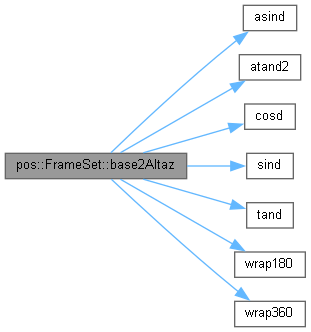 asind
atand2
cosd
pos::FrameSet::base2Altaz
sind
tand
wrap180
wrap360